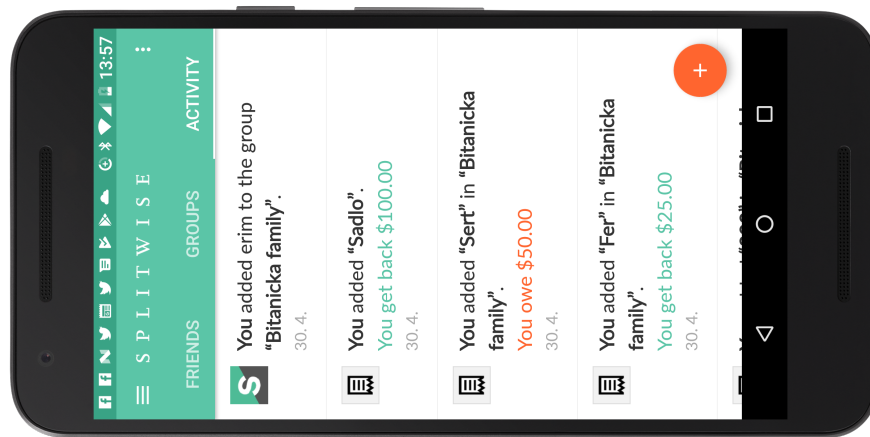 13:57
SPLITWISE
FRIENDS
GROUPS
ACTIVITY
You added erim to the group
“Bitanicka family”.
30. 4.
You added “Sadlo”.
You get back $100.00
30. 4.
You added “Sert” in “Bitanicka
family”.
You owe $50.00
30. 4.
You added “Fer” in “Bitanicka
family”.
You get back $25.00
30. 4.